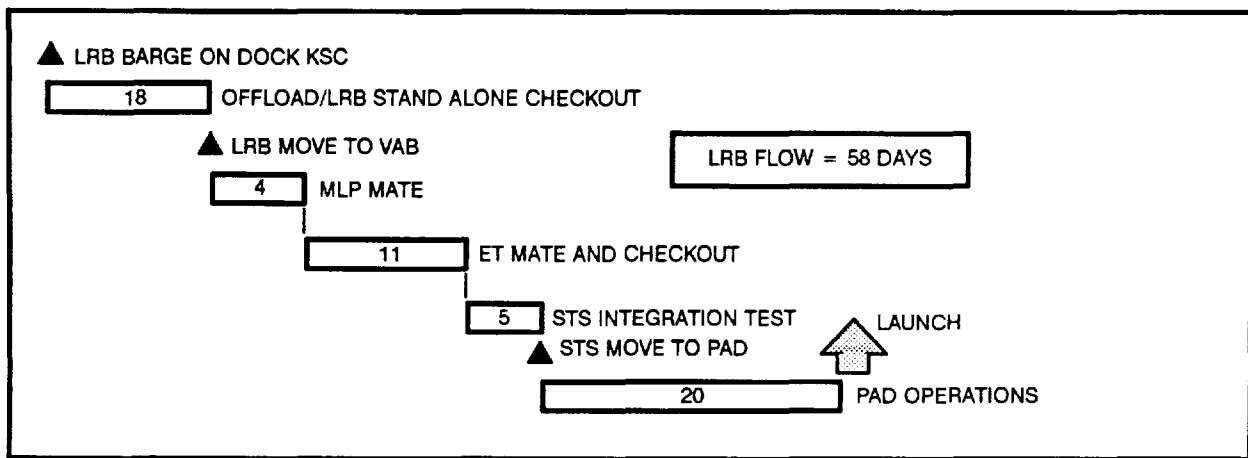 LRB BARGE ON DOCK KSC
18 OFFLOAD/LRB STAND ALONE CHECKOUT
LRB MOVE TO VAB
LRB FLOW = 58 DAYS
4 MLP MATE
11 ET MATE AND CHECKOUT
5 STS INTEGRATION TEST
LAUNCH
STS MOVE TO PAD
20 PAD OPERATIONS